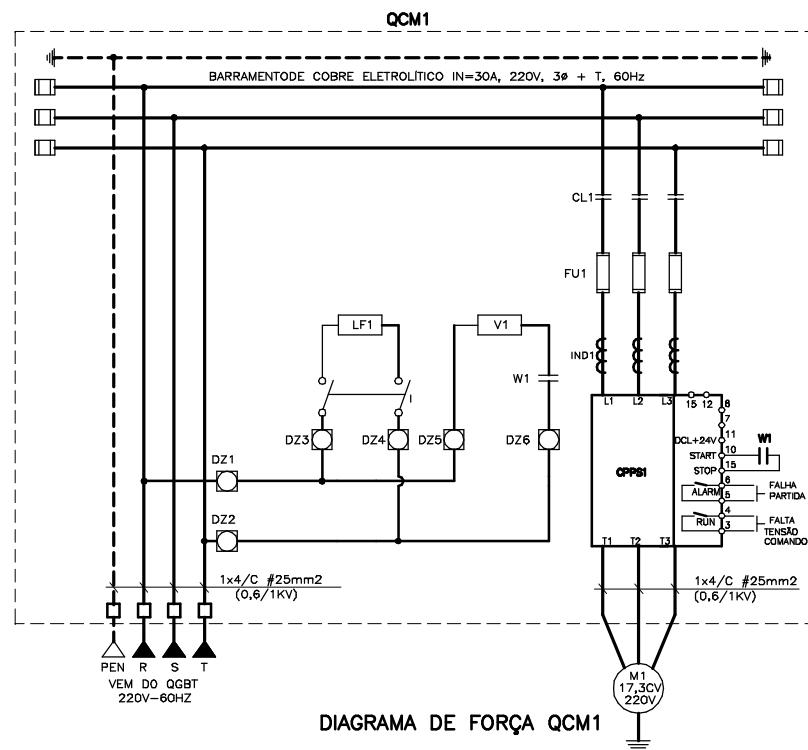 QCM1
BARRAMENTODE COBRE ELETROLÍTICO IN=30A, 220V, 3ø + T, 60Hz
CL1
FU1
LF1
V1
IND1
W1
I
L1 L2 L3
15 12
8
7
DZ3
DZ4
DZ5
DZ6
DCL+24V 11
START 10
W1
STOP 15
DZ1
CPPS1
6
ALARM
5
FALHA
PARTIDA
DZ2
4
RUN
3
FALTA
TENSÃO
COMANDO
T1 T2 T3
1x4/C #25mm2
(0,6/1KV)
1x4/C #25mm2
(0,6/1KV)
PEN R S T
VEM DO QGBT
220V-60HZ
M1
17,3CV
220V
DIAGRAMA DE FORÇA QCM1